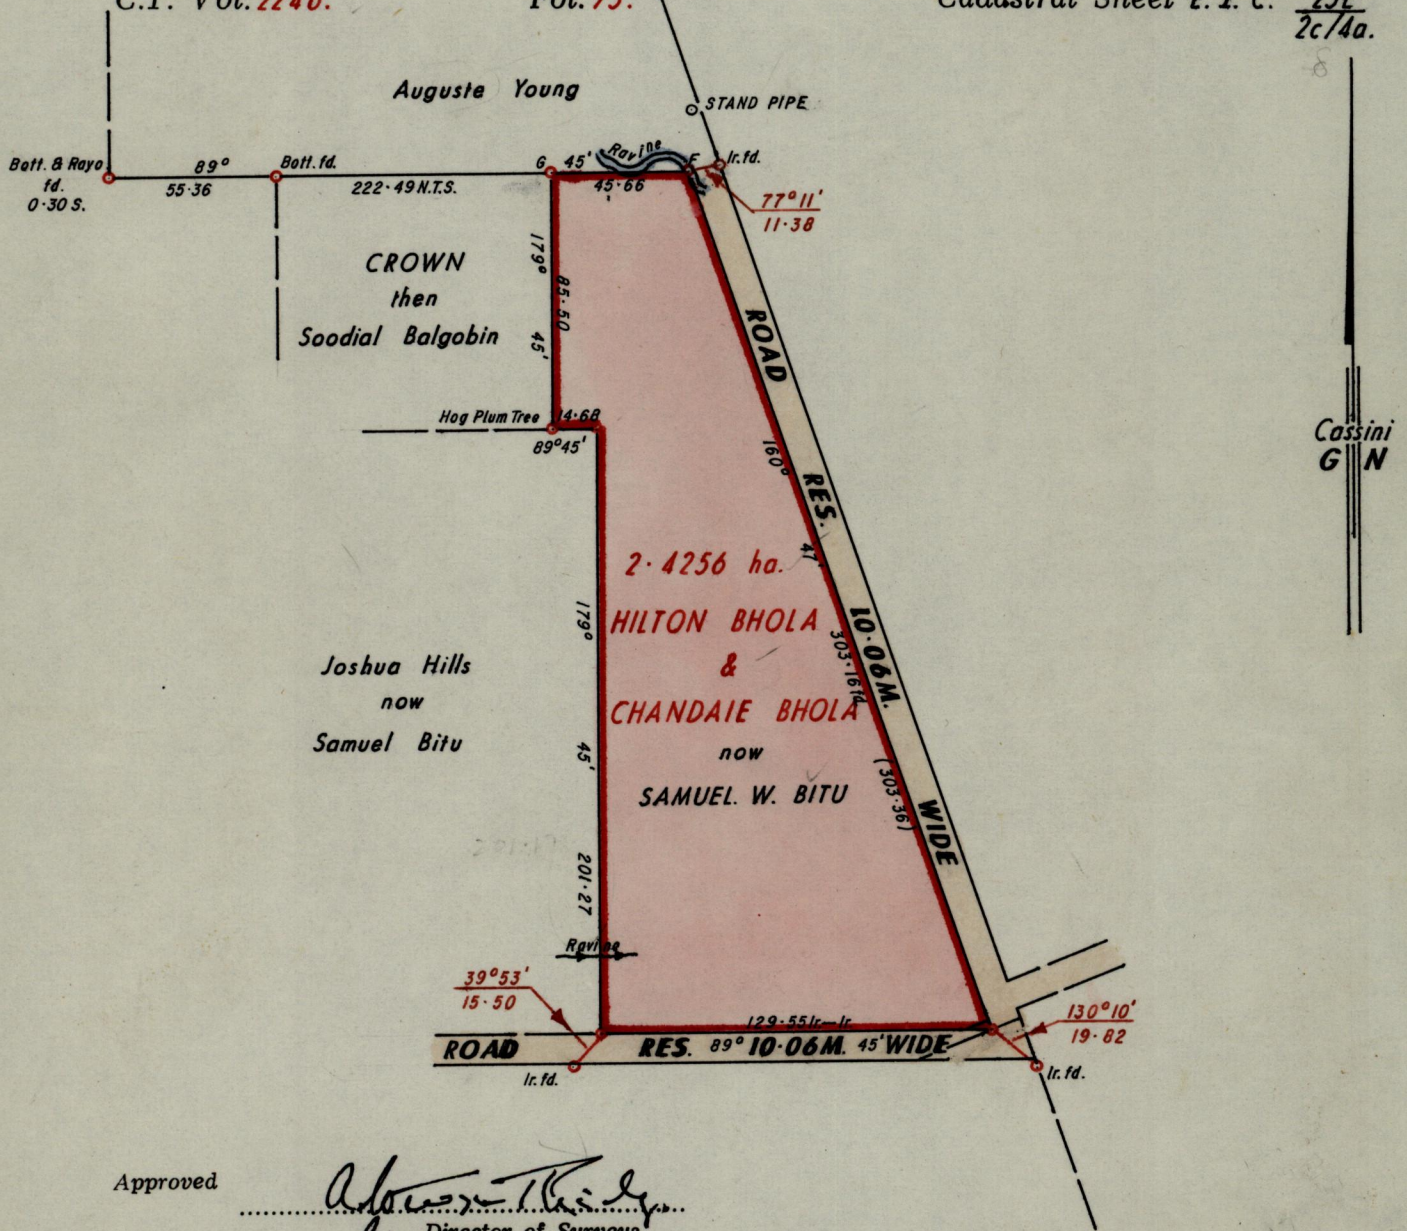 C.T. Vol. 2240. Fol. 75.
Cadastral Sheet E. I. C.
2c/4a.
Auguste Young
STAND PIPE
Bott. & Rayo
fd.
0·30 S.
89°
55·36
Bott. fd.
222·49 N.T.S.
G 45'
45·66
Ravine
F
Ir. fd.
77°11'
11·38
CROWN
then
Soodial Balgobin
179° 45'
85·50
Hog Plum Tree
14·68
89°45'
ROAD RES. 10·06M. WIDE
160° 47'
303·16 fd.
(303·36)
Cassini
G N
2·4256 ha.
HILTON BHOLA
&
CHANDAIE BHOLA
now
SAMUEL. W. BITU
Joshua Hills
now
Samuel Bitu
179° 45' 201·27
Ravine
39°53'
15·50
129·55 Ir–Ir
130°10'
19·82
ROAD RES. 89° 10·06M. 45' WIDE
Ir. fd.
Ir. fd.
Approved
Director of Surveys